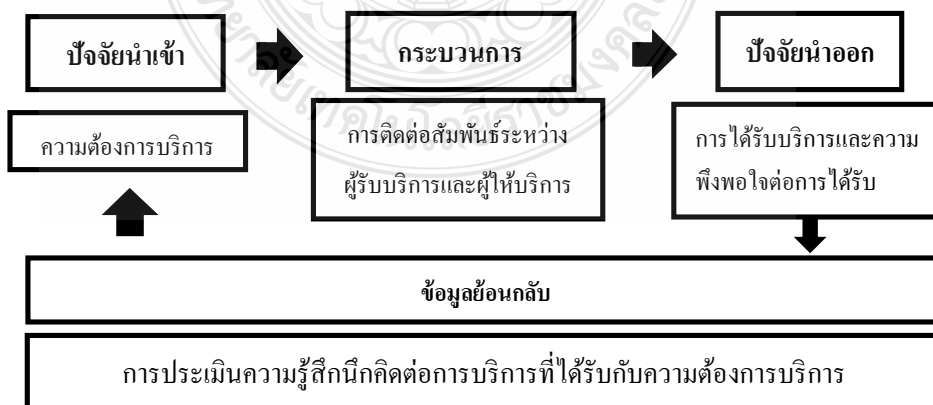 ปัจจัยนำเข้า
กระบวนการ
ปัจจัยนำออก
ความต้องการบริการ
การติดต่อสัมพันธ์ระหว่าง
ผู้รับบริการและผู้ให้บริการ
การได้รับบริการและความ
พึงพอใจต่อการได้รับ
ข้อมูลย้อนกลับ
การประเมินความรู้สึกนึกคิดต่อการบริการที่ได้รับกับความต้องการบริการ